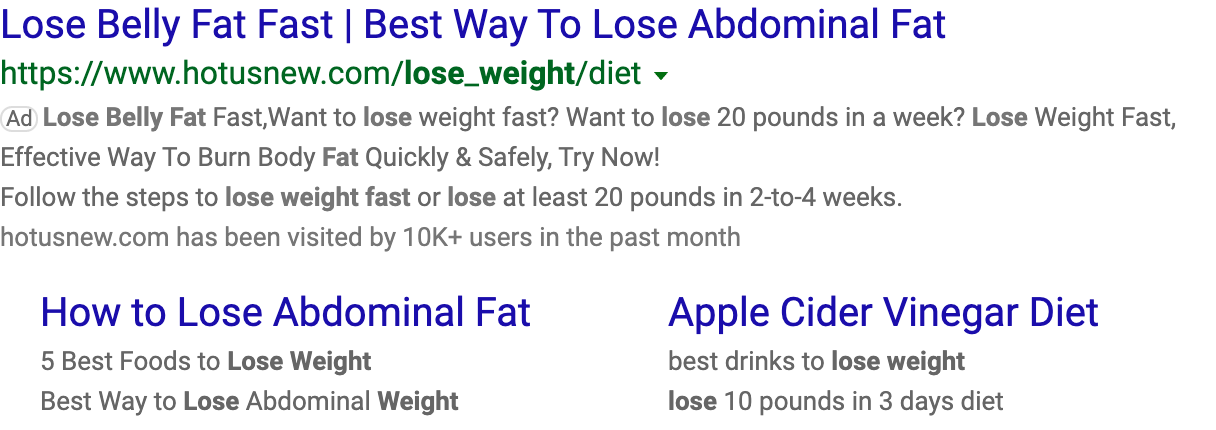 Lose Belly Fat Fast | Best Way To Lose Abdominal Fat
https://www.hotusnew.com/lose_weight/diet
Ad Lose Belly Fat Fast,Want to lose weight fast? Want to lose 20 pounds in a week? Lose Weight Fast,
Effective Way To Burn Body Fat Quickly & Safely, Try Now!
Follow the steps to lose weight fast or lose at least 20 pounds in 2-to-4 weeks.
hotusnew.com has been visited by 10K+ users in the past month
How to Lose Abdominal Fat
5 Best Foods to Lose Weight
Best Way to Lose Abdominal Weight
Apple Cider Vinegar Diet
best drinks to lose weight
lose 10 pounds in 3 days diet